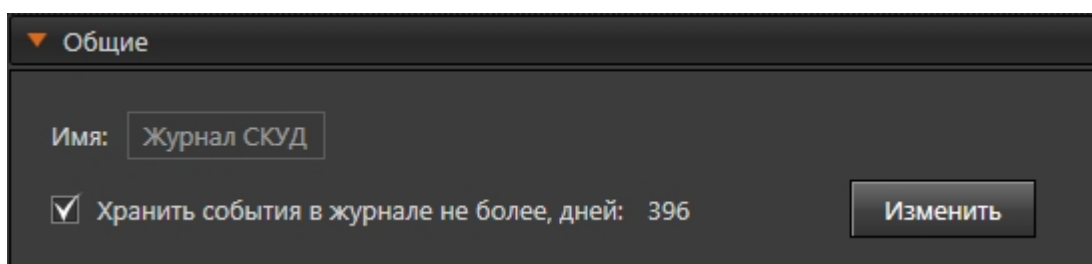 Общие
Имя: Журнал СКУД
Хранить события в журнале не более, дней: 396 Изменить